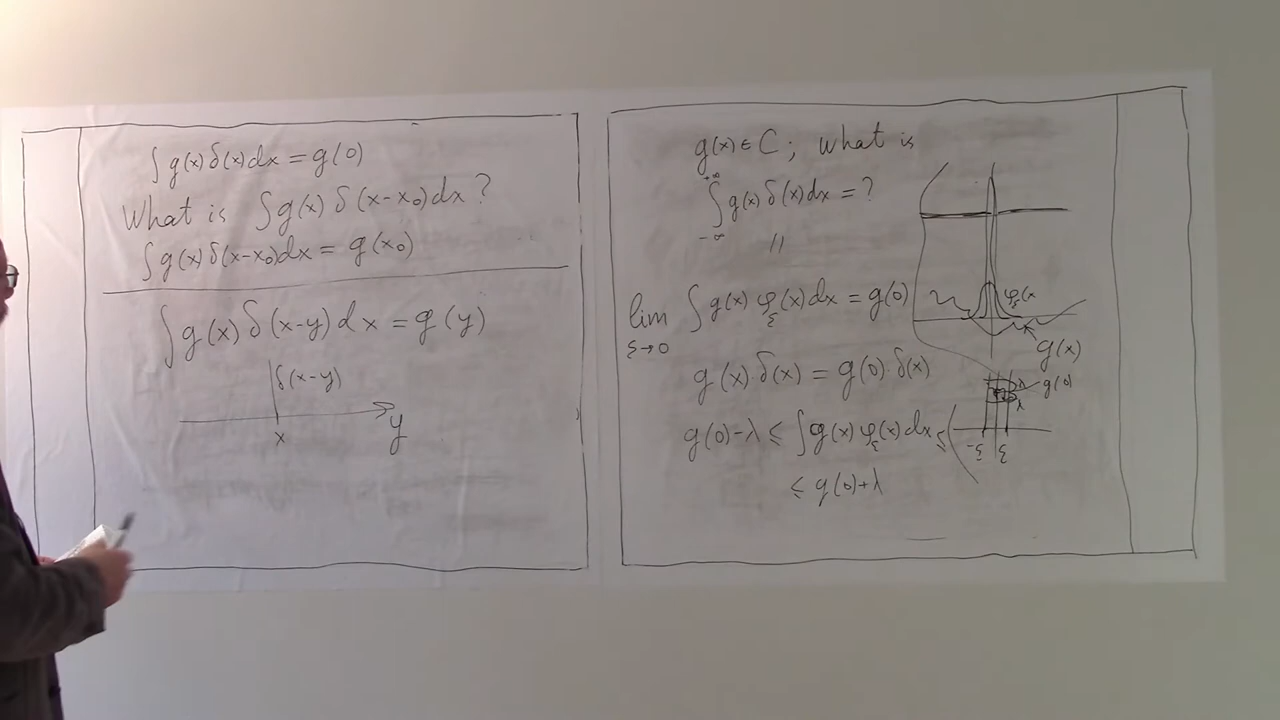 ∫g(x)δ(x)dx = g(0)
What is ∫g(x) δ(x-x₀)dx?
∫g(x)δ(x-x₀)dx = g(x₀)
∫g(x)δ(x-y)dx = g(y)
δ(x-y)
x
y
g(x)∈C; what is
+∞
∫g(x)δ(x)dx = ?
-∞
//
lim ∫g(x)φ_ε(x)dx = g(0)
ε→0
g(x)·δ(x) = g(0)·δ(x)
g(0)-λ ≤ ∫g(x)φ_ε(x)dx ≤
≤ g(0)+λ
φ_ε(x
g(x)
λ
g(0)
λ
-ε ε